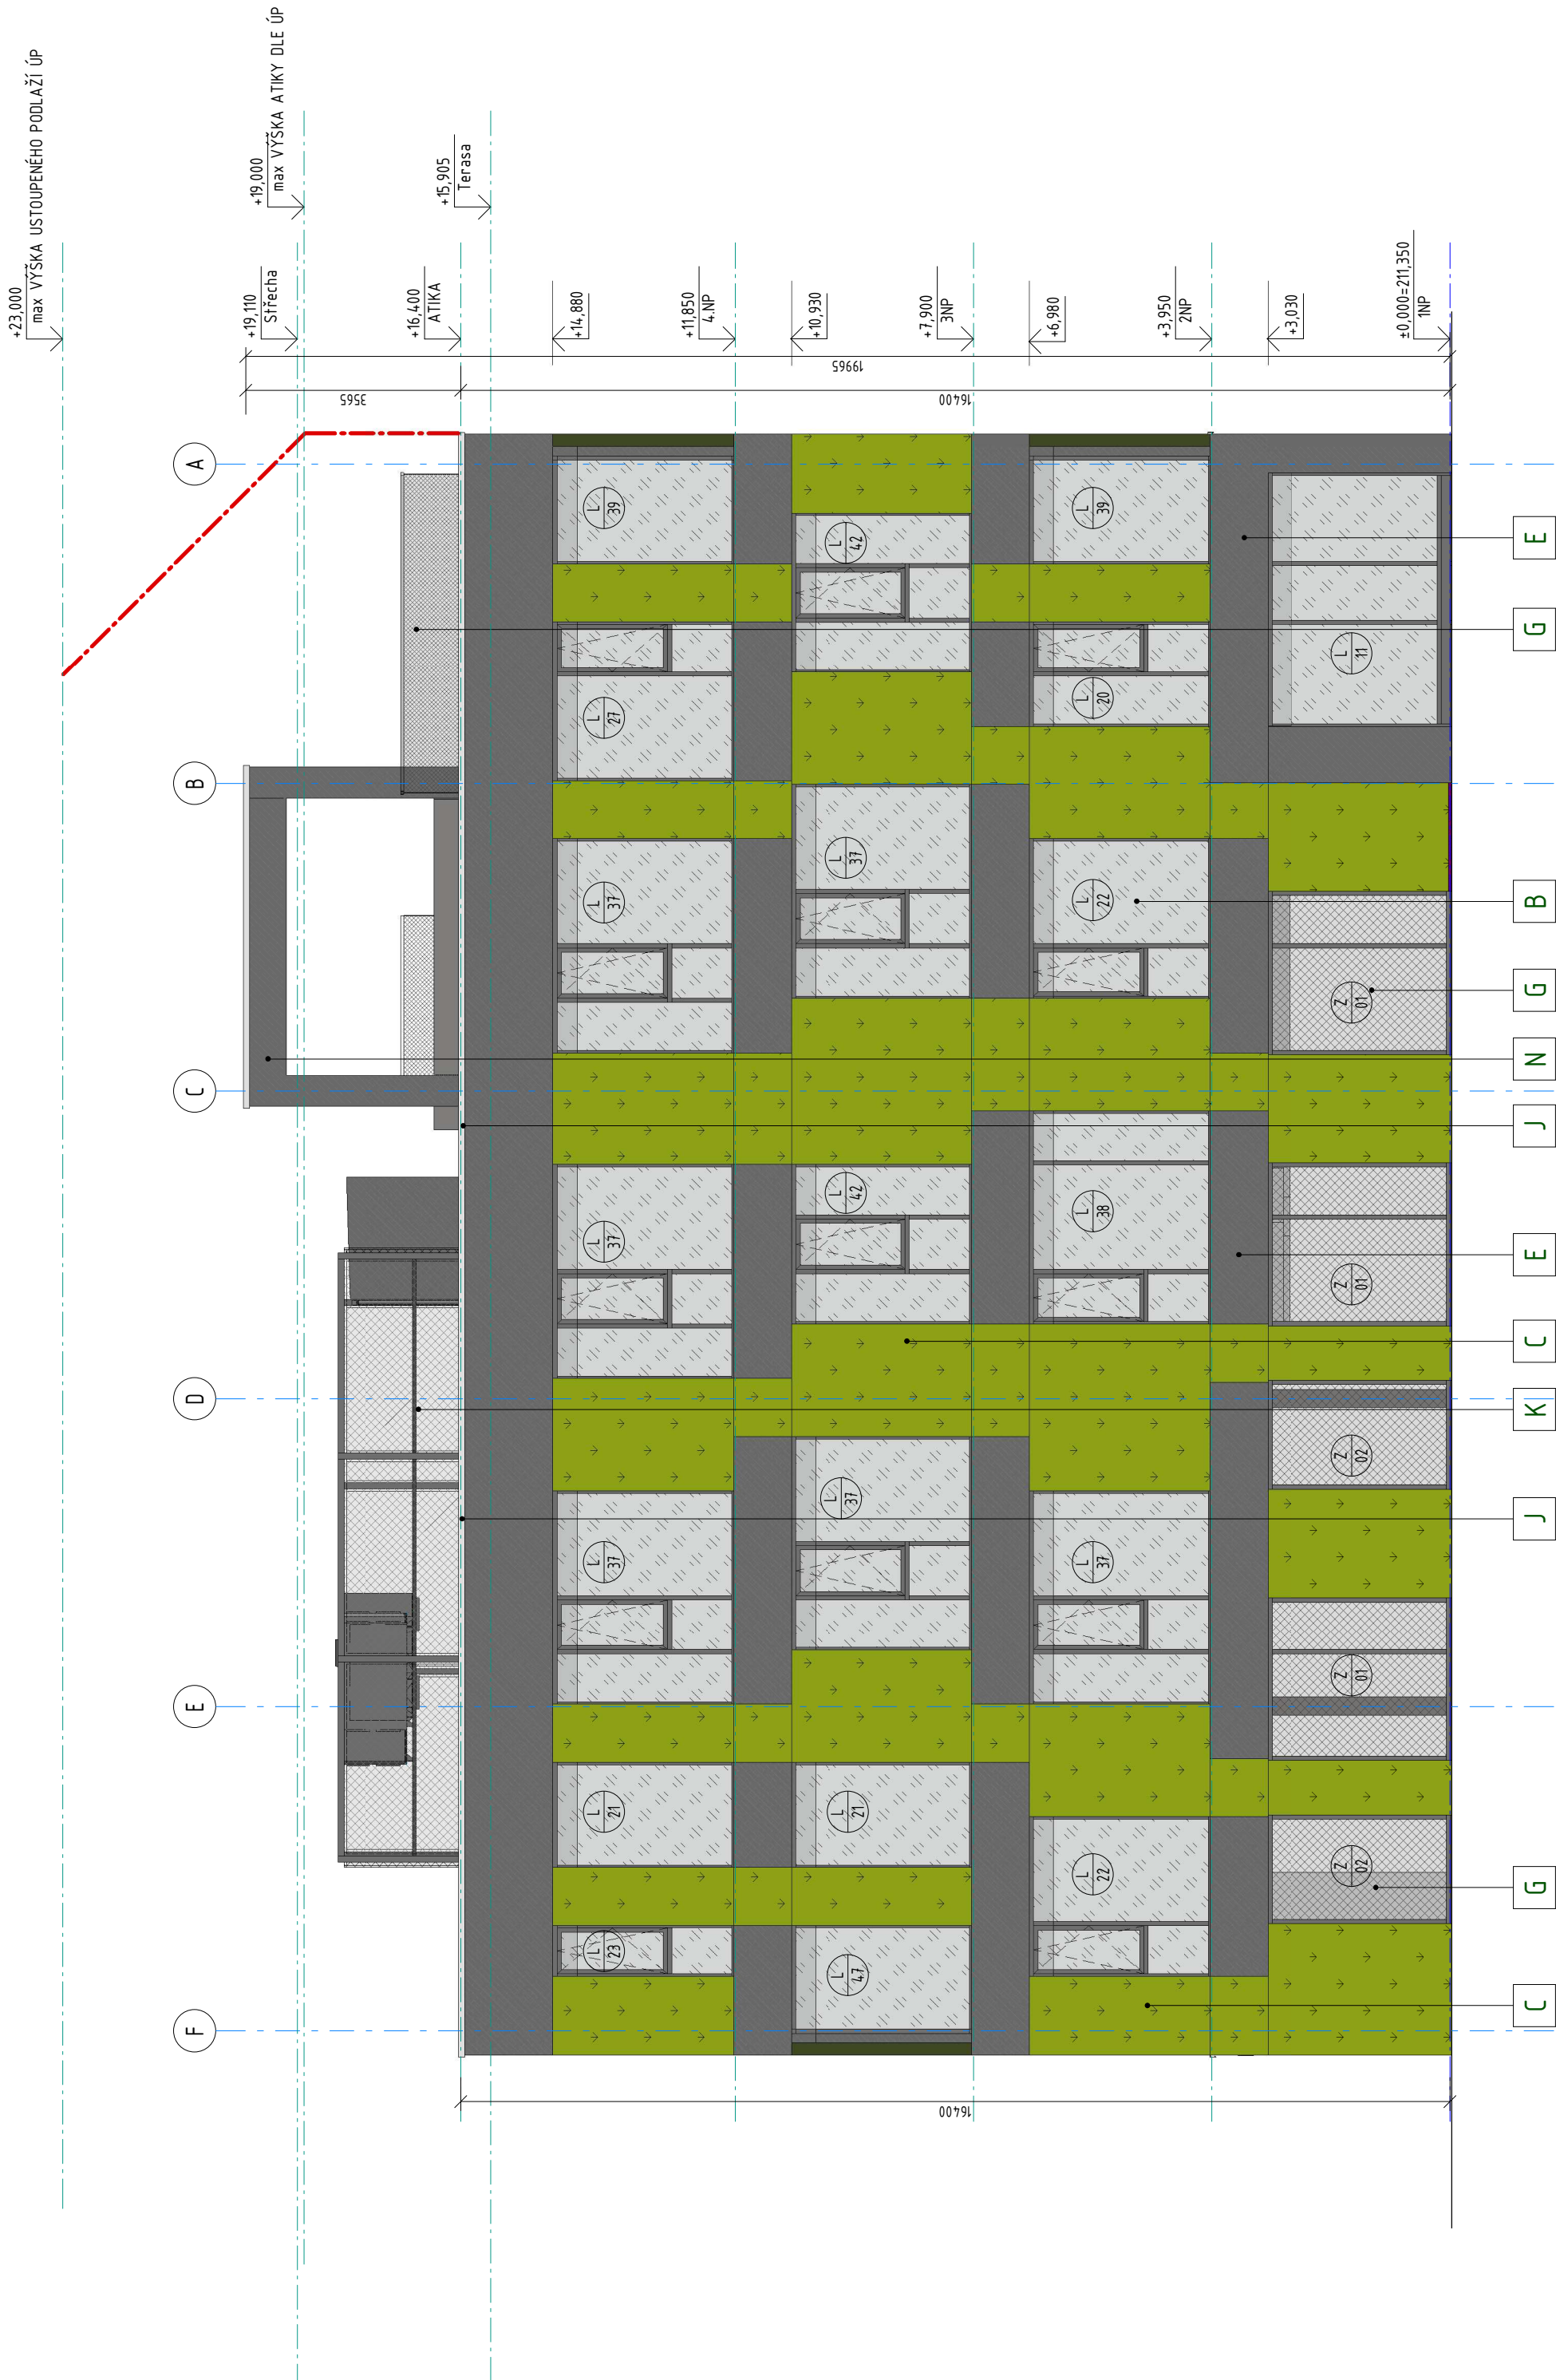 +23,000
max VÝŠKA USTOUPENÉHO PODLAŽÍ ÚP
+19,000
max VÝŠKA ATIKY DLE ÚP
+19,110
Střecha
+16,400
ATIKA
+15,905
Terasa
+14,880
+11,850
4.NP
+10,930
+7,900
3NP
+6,980
+3,950
2NP
+3,030
±0,000=211,350
1NP
3565
19965
16400
16400
A
B
C
D
E
F
L
39
L
27
L
37
L
37
L
37
L
21
L
23
L
42
L
37
L
42
L
37
L
21
L
47
L
39
L
20
L
22
L
38
L
37
L
22
L
11
Z
01
Z
01
Z
02
Z
01
Z
02
E
G
B
G
N
J
E
C
K
J
G
C